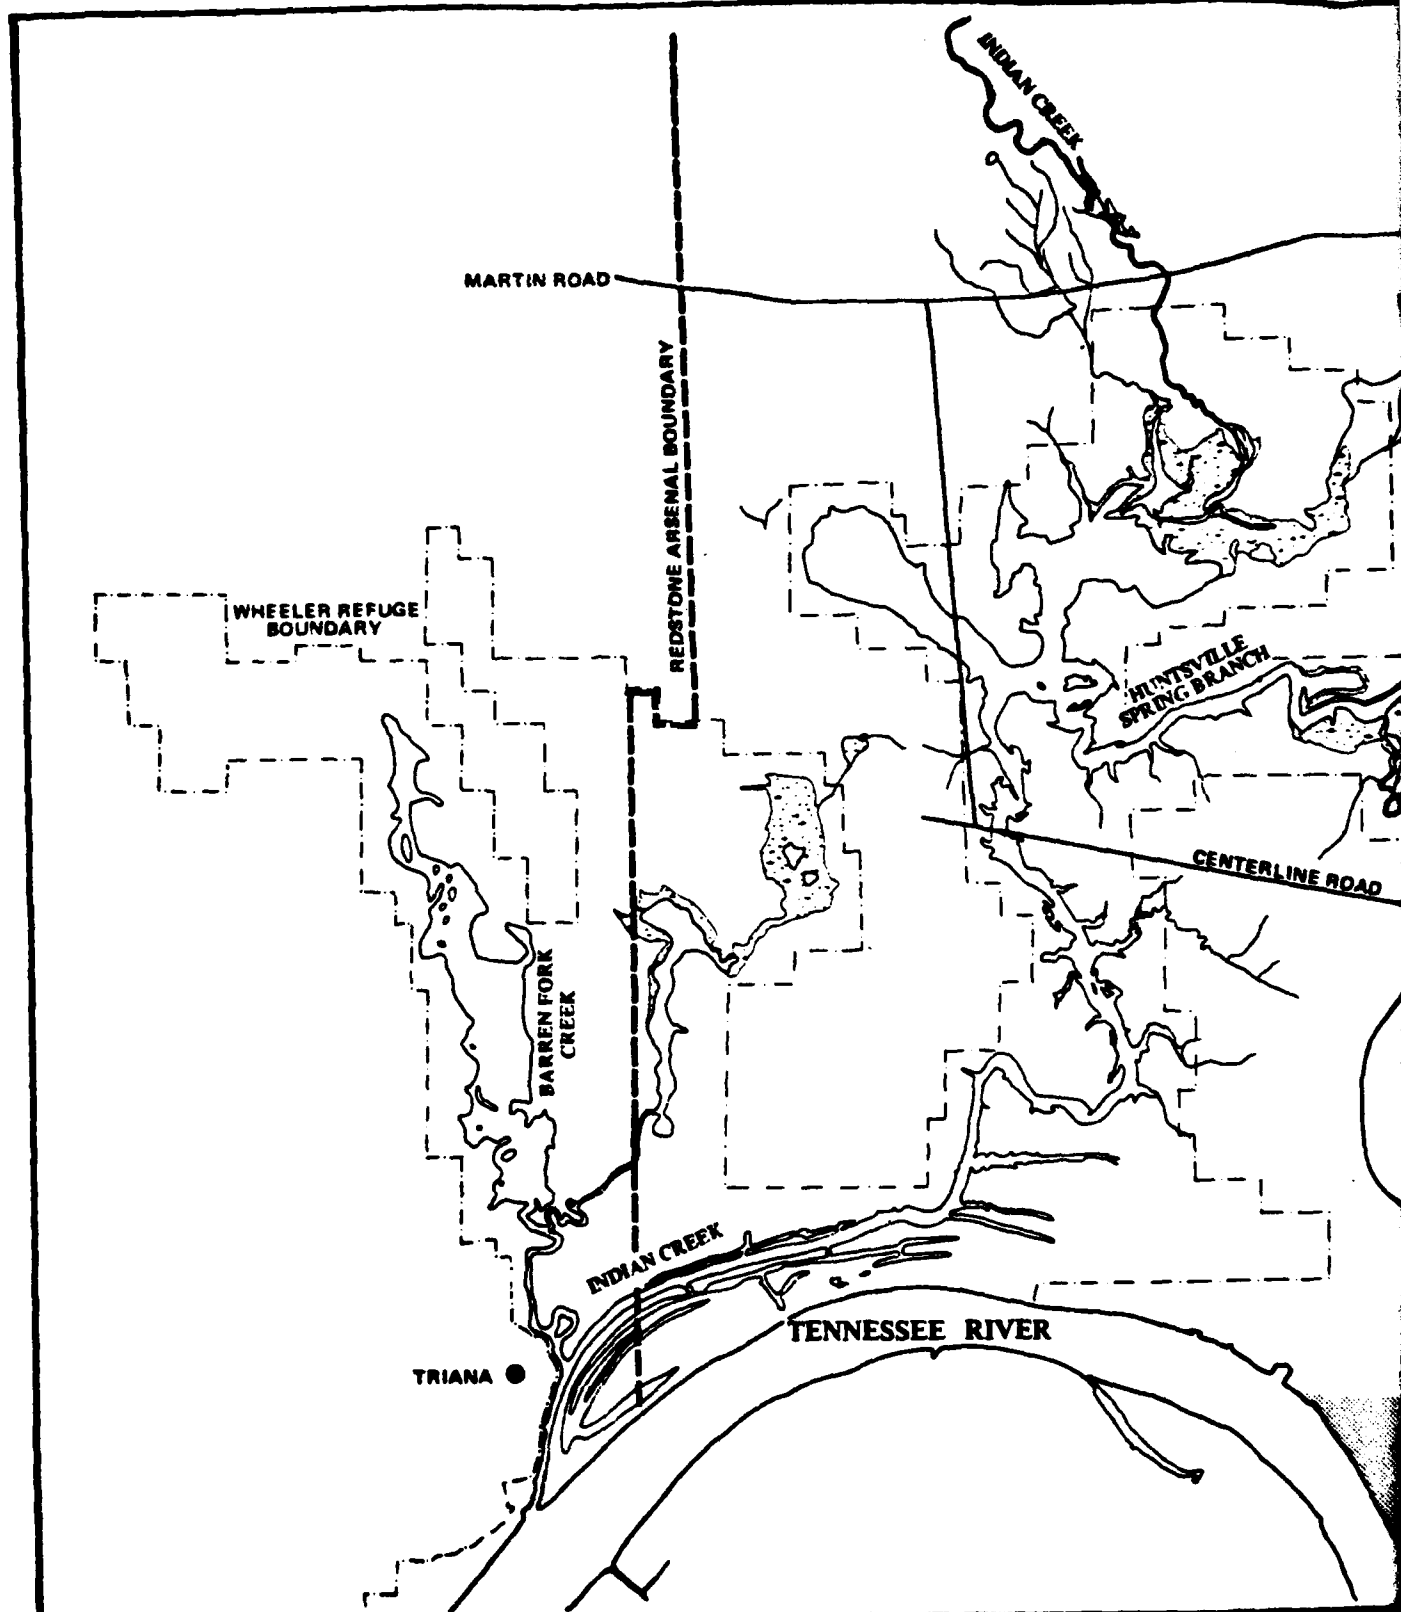 INDIAN CREEK
MARTIN ROAD
REDSTONE ARSENAL BOUNDARY
WHEELER REFUGE
BOUNDARY
HUNTSVILLE
SPRING BRANCH
CENTERLINE ROAD
BARREN FORK
CREEK
INDIAN CREEK
TENNESSEE RIVER
TRIANA